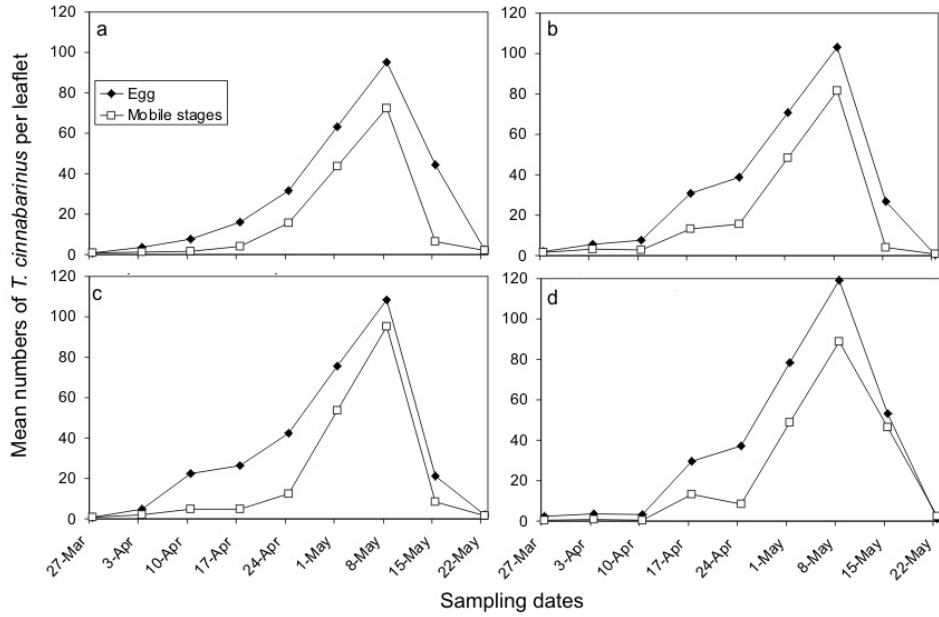 Mean numbers of T. cinnabarinus per leaflet
120
100
80
60
40
20
0
a
Egg
Mobile stages
120
100
80
60
40
20
0
b
120
100
80
60
40
20
0
c
120
100
80
60
40
20
0
d
27-Mar
3-Apr
10-Apr
17-Apr
24-Apr
1-May
8-May
15-May
22-May
27-Mar
3-Apr
10-Apr
17-Apr
24-Apr
1-May
8-May
15-May
22-May
Sampling dates